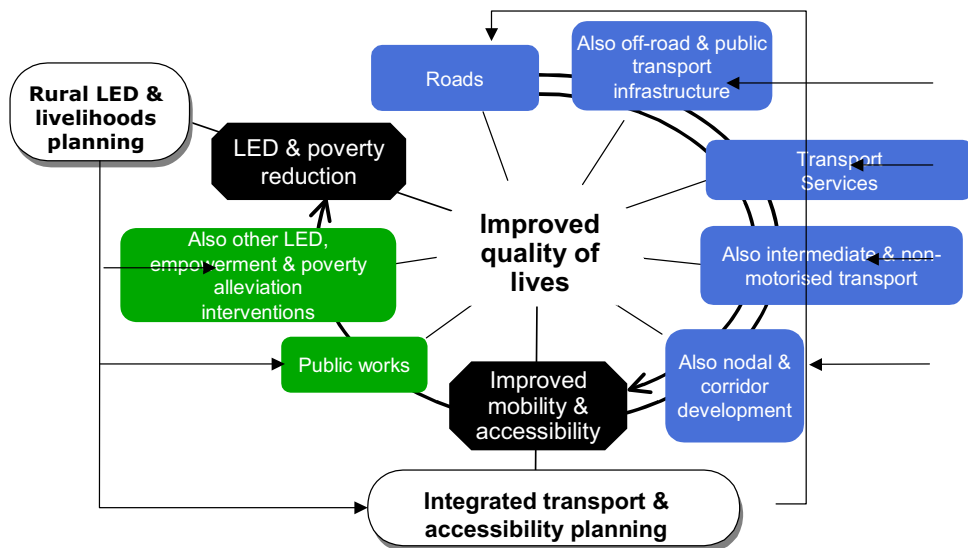 Also off-road & public
transport
infrastructure
Roads
Rural LED &
livelihoods
planning
LED & poverty
reduction
Transport
Services
Improved
quality of
lives
Also other LED,
empowerment & poverty
alleviation
interventions
Also intermediate & non-
motorised transport
Public works
Improved
mobility &
accessibility
Also nodal &
corridor
development
Integrated transport &
accessibility planning